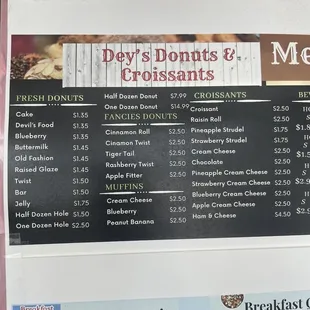 Dey's Donuts &
Croissants
Me
FRESH DONUTS
Cake $1.35
Devil's Food $1.35
Blueberry $1.35
Buttermilk $1.45
Old Fashion $1.45
Raised Glaze $1.45
Twist $1.50
Bar $1.50
Jelly $1.75
Half Dozen Hole $1.50
One Dozen Hole $2.50
Half Dozen Donut $7.99
One Dozen Donut $14.99
FANCIES DONUTS
Cinnamon Roll $2.50
Cinamon Twist $2.50
Tiger Tail $2.50
Rashberry Twist $2.50
Apple Fitter $2.50
MUFFINS
Cream Cheese $2.50
Blueberry $2.50
Peanut Banana $2.50
CROISSANTS
Croissant $2.50
Raisin Roll $2.50
Pineapple Strudel $1.75
Strawberry Strudel $1.75
Cream Cheese $2.50
Chocolate $2.50
Pineapple Cream Cheese $2.50
Strawberry Cream Cheese $2.50
Blueberry Cream Cheese $2.50
Apple Cream Cheese $2.50
Ham & Cheese $4.50
BE
Breakfast
Breakfast